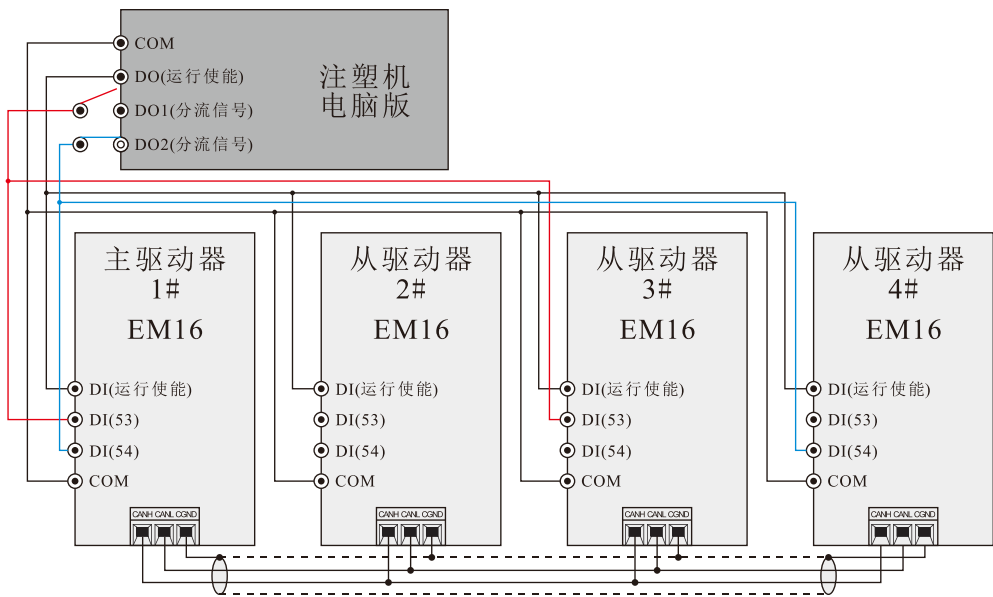 COM
DO(运行使能)
DO1(分流信号)
DO2(分流信号)
注塑机
电脑版
主驱动器
1#
EM16
DI(运行使能)
DI(53)
DI(54)
COM
CANH CANL CGND
从驱动器
2#
EM16
DI(运行使能)
DI(53)
DI(54)
COM
CANH CANL CGND
从驱动器
3#
EM16
DI(运行使能)
DI(53)
DI(54)
COM
CANH CANL CGND
从驱动器
4#
EM16
DI(运行使能)
DI(53)
DI(54)
COM
CANH CANL CGND